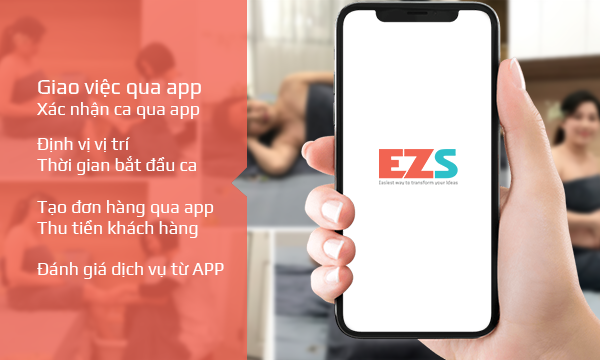 Giao việc qua app
Xác nhận ca qua app
Định vị vị trí
Thời gian bắt đầu ca
Tạo đơn hàng qua app
Thu tiền khách hàng
Đánh giá dịch vụ từ APP
EZS
Easiest way to transform your ideas